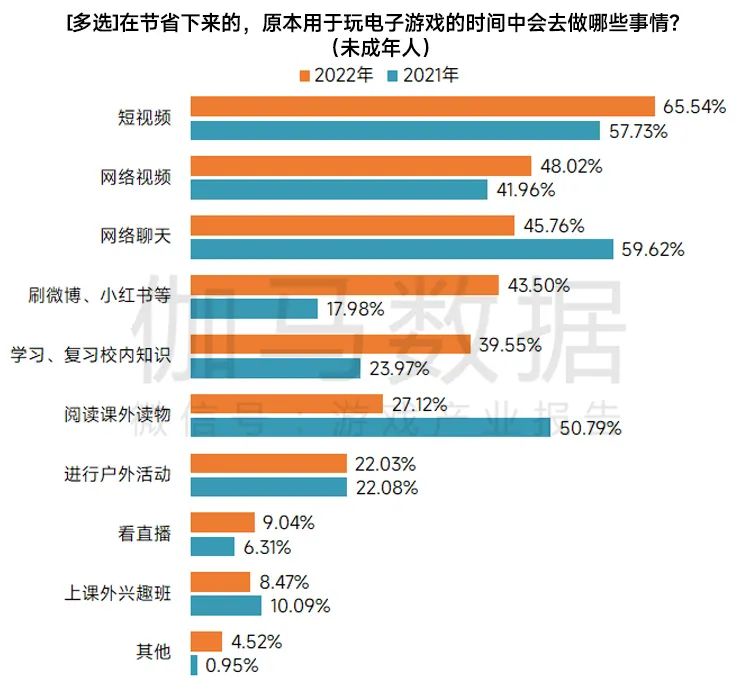 [多选]在节省下来的，原本用于玩电子游戏的时间中会去做哪些事情？
（未成年人）
2022年 2021年
短视频 65.54%
57.73%
网络视频 48.02%
41.96%
网络聊天 45.76%
59.62%
刷微博、小红书等 43.50%
17.98%
学习、复习校内知识 39.55%
23.97%
阅读课外读物 27.12%
50.79%
进行户外活动 22.03%
22.08%
看直播 9.04%
6.31%
上课外兴趣班 8.47%
10.09%
其他 4.52%
0.95%
伽马数据
微信号：游戏产业报告